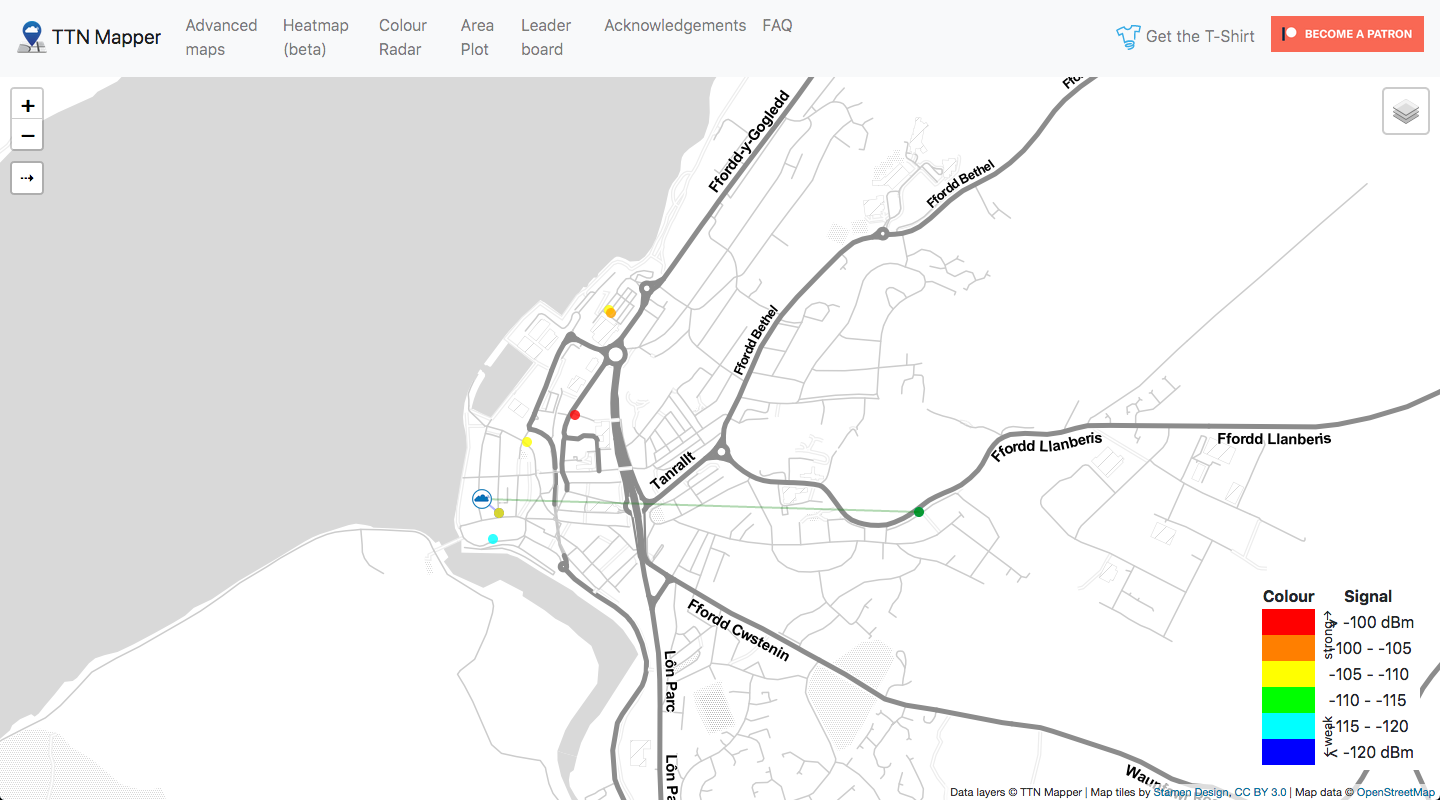 TTN Mapper
Advanced maps
Heatmap (beta)
Colour Radar
Area Plot
Leader board
Acknowledgements
FAQ
Get the T-Shirt
BECOME A PATRON
+
−
Ffordd-y-Gogledd
Ffordd Bethel
Ffordd Bethel
Ffordd Llanberis
Ffordd Llanberis
Tanrallt
Ffordd Cwstenin
Lôn Parc
Lôn P
Colour Signal
strong→
←weak
> -100 dBm
-100 - -105
-105 - -110
-110 - -115
-115 - -120
< -120 dBm
Data layers © TTN Mapper | Map tiles by Stamen Design, CC BY 3.0 | Map data © OpenStreetMap